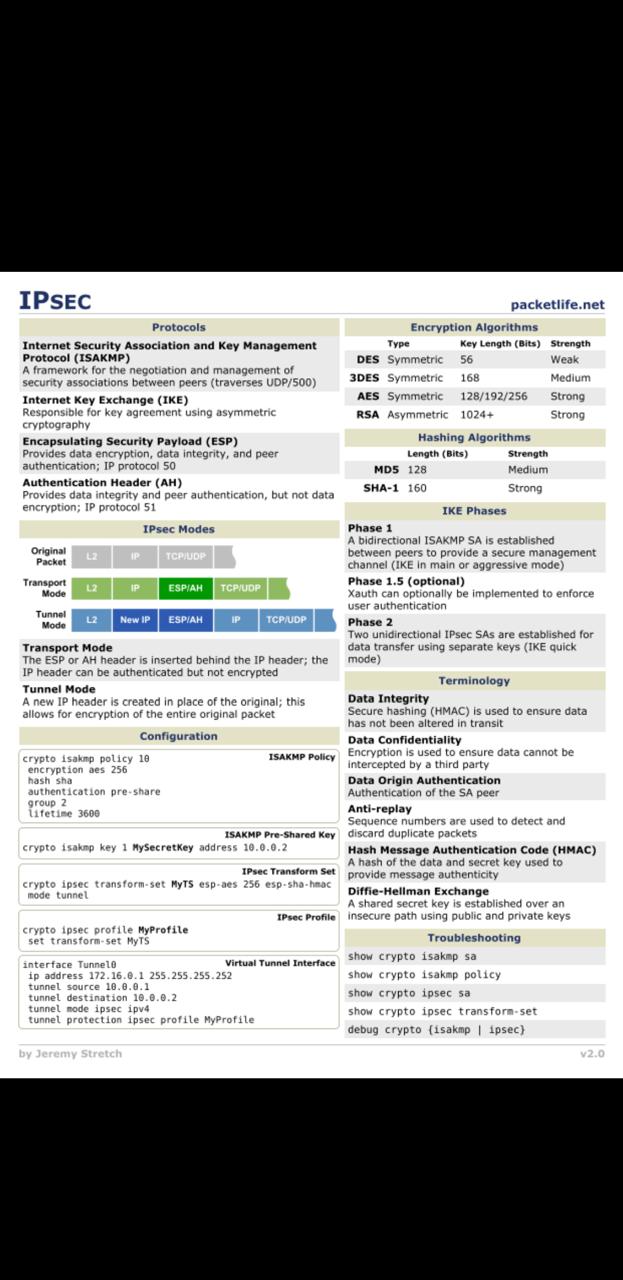 IPSEC
packetlife.net
Protocols
Internet Security Association and Key Management
Protocol (ISAKMP)
A framework for the negotiation and management of
security associations between peers (traverses UDP/500)
Internet Key Exchange (IKE)
Responsible for key agreement using asymmetric
cryptography
Encapsulating Security Payload (ESP)
Provides data encryption, data integrity, and peer
authentication; IP protocol 50
Authentication Header (AH)
Provides data integrity and peer authentication, but not data
encryption; IP protocol 51
IPsec Modes
Original
Packet
L2 IP TCP/UDP
Transport
Mode
L2 IP ESP/AH TCP/UDP
Tunnel
Mode
L2 New IP ESP/AH IP TCP/UDP
Transport Mode
The ESP or AH header is inserted behind the IP header; the
IP header can be authenticated but not encrypted
Tunnel Mode
A new IP header is created in place of the original; this
allows for encryption of the entire original packet
Configuration
ISAKMP Policy
crypto isakmp policy 10
encryption aes 256
hash sha
authentication pre-share
group 2
lifetime 3600
ISAKMP Pre-Shared Key
crypto isakmp key 1 MySecretKey address 10.0.0.2
IPsec Transform Set
crypto ipsec transform-set MyTS esp-aes 256 esp-sha-hmac
mode tunnel
IPsec Profile
crypto ipsec profile MyProfile
set transform-set MyTS
Virtual Tunnel Interface
interface Tunnel0
ip address 172.16.0.1 255.255.255.252
tunnel source 10.0.0.1
tunnel destination 10.0.0.2
tunnel mode ipsec ipv4
tunnel protection ipsec profile MyProfile
Encryption Algorithms
Type Key Length (Bits) Strength
DES Symmetric 56 Weak
3DES Symmetric 168 Medium
AES Symmetric 128/192/256 Strong
RSA Asymmetric 1024+ Strong
Hashing Algorithms
Length (Bits) Strength
MD5 128 Medium
SHA-1 160 Strong
IKE Phases
Phase 1
A bidirectional ISAKMP SA is established
between peers to provide a secure management
channel (IKE in main or aggressive mode)
Phase 1.5 (optional)
Xauth can optionally be implemented to enforce
user authentication
Phase 2
Two unidirectional IPsec SAs are established for
data transfer using separate keys (IKE quick
mode)
Terminology
Data Integrity
Secure hashing (HMAC) is used to ensure data
has not been altered in transit
Data Confidentiality
Encryption is used to ensure data cannot be
intercepted by a third party
Data Origin Authentication
Authentication of the SA peer
Anti-replay
Sequence numbers are used to detect and
discard duplicate packets
Hash Message Authentication Code (HMAC)
A hash of the data and secret key used to
provide message authenticity
Diffie-Hellman Exchange
A shared secret key is established over an
insecure path using public and private keys
Troubleshooting
show crypto isakmp sa
show crypto isakmp policy
show crypto ipsec sa
show crypto ipsec transform-set
debug crypto {isakmp | ipsec}
by Jeremy Stretch
v2.0